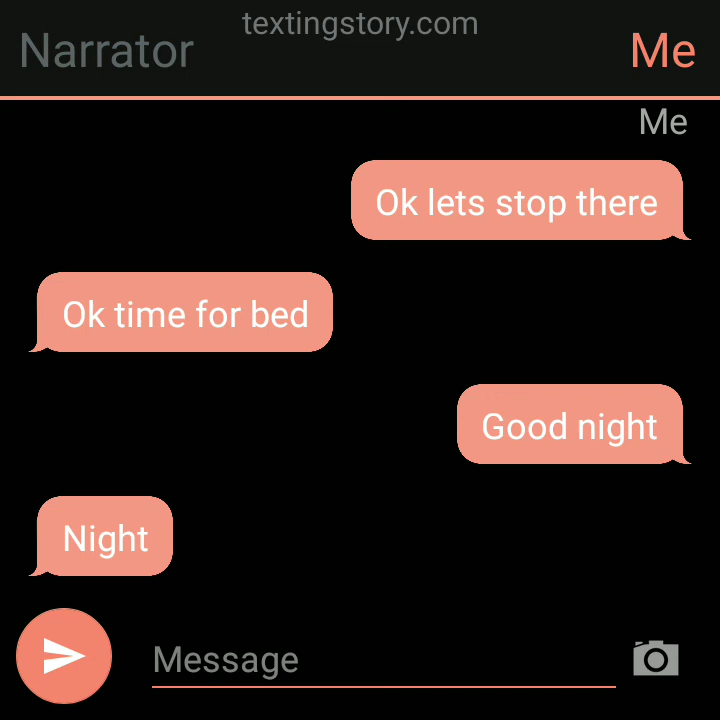 textingstory.com
Narrator
Me
Me
Ok lets stop there
Ok time for bed
Good night
Night
Message